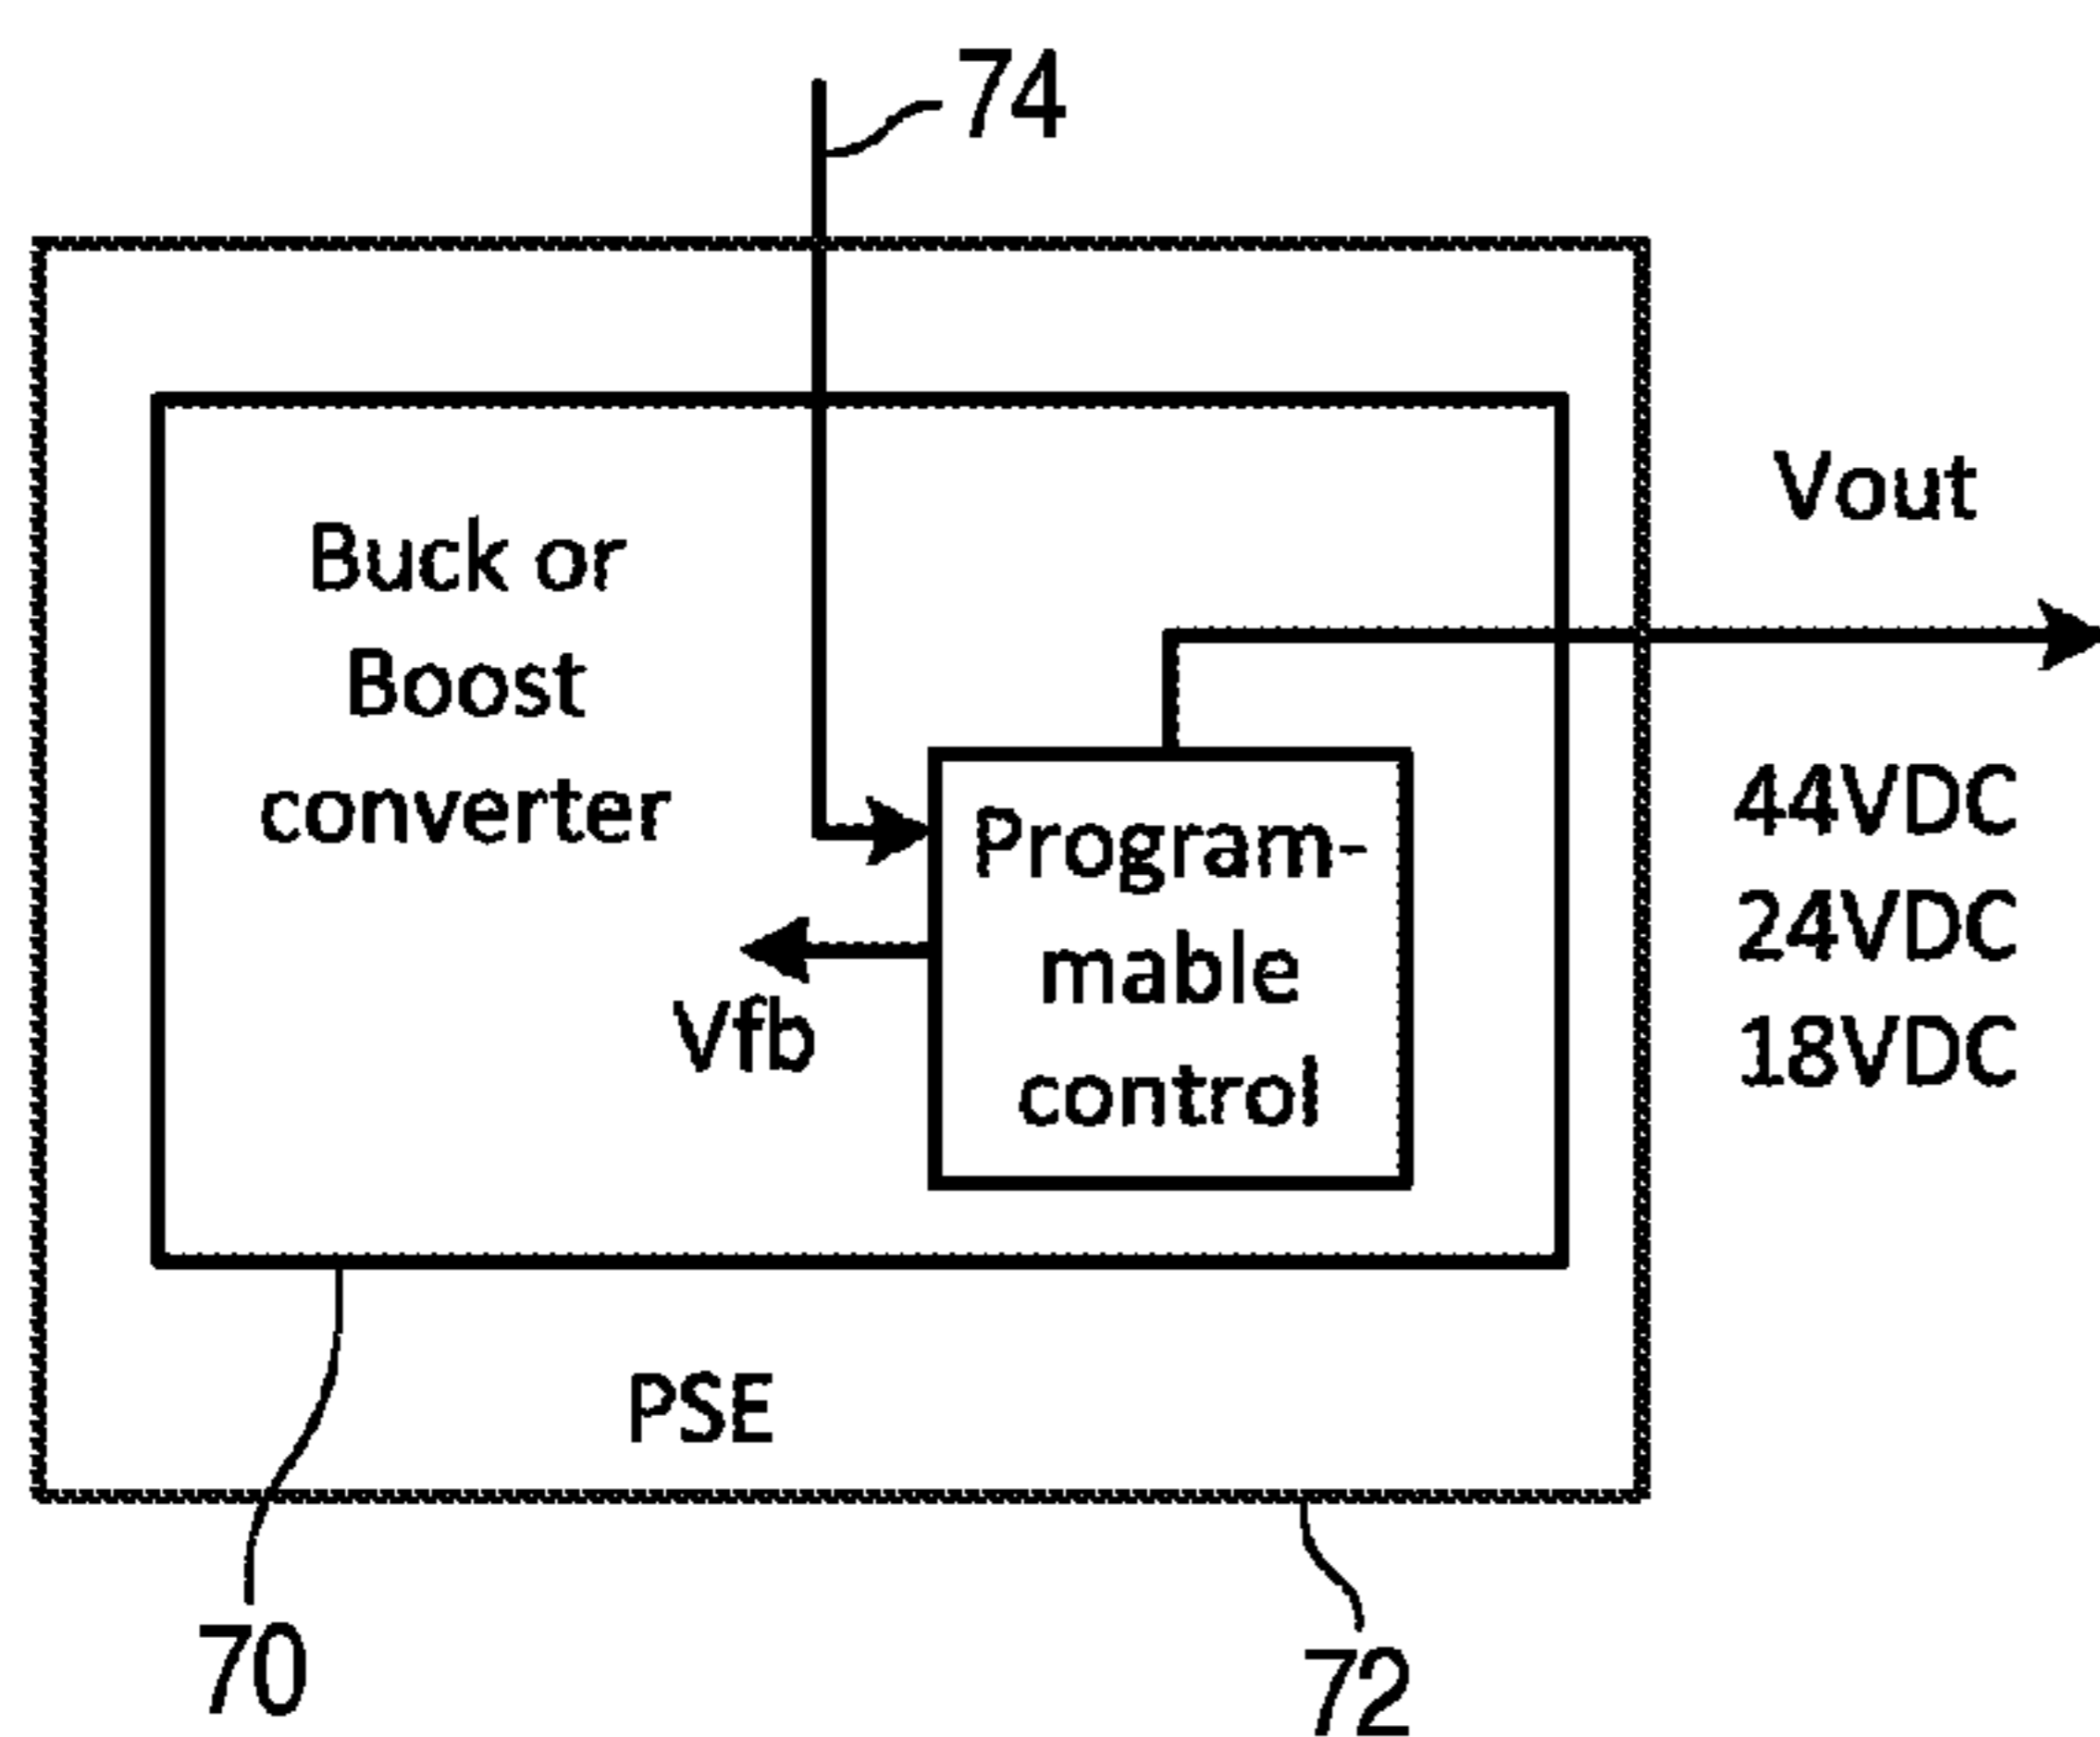 74
Vout
Buck or
Boost
converter
Program-
mable
control
Vfb
44VDC
24VDC
18VDC
PSE
70
72